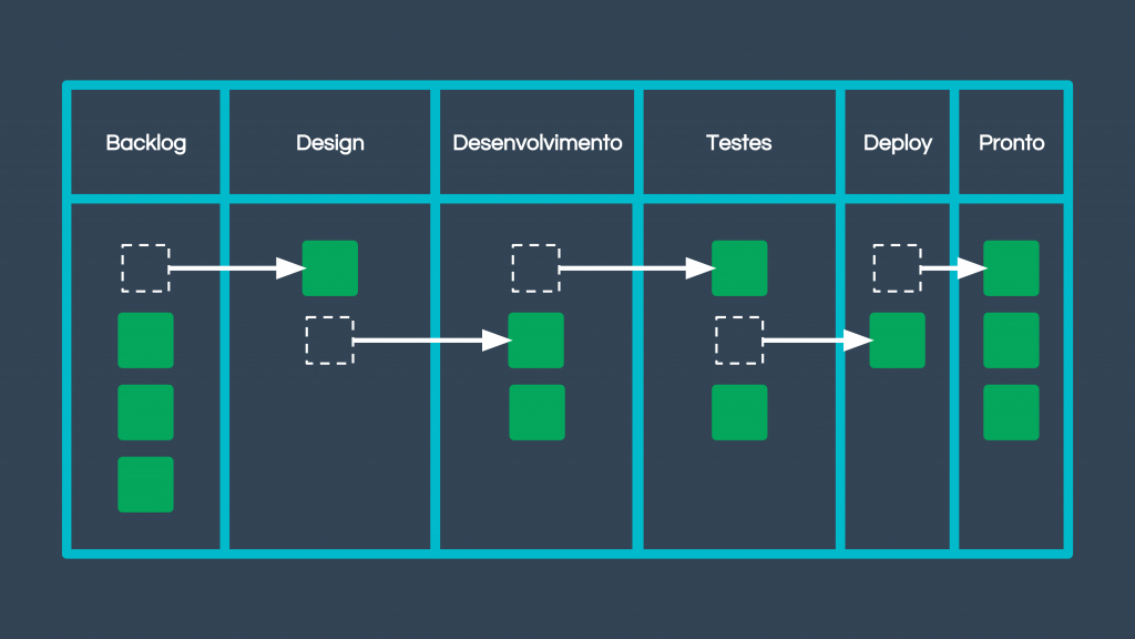 Backlog
Design
Desenvolvimento
Testes
Deploy
Pronto